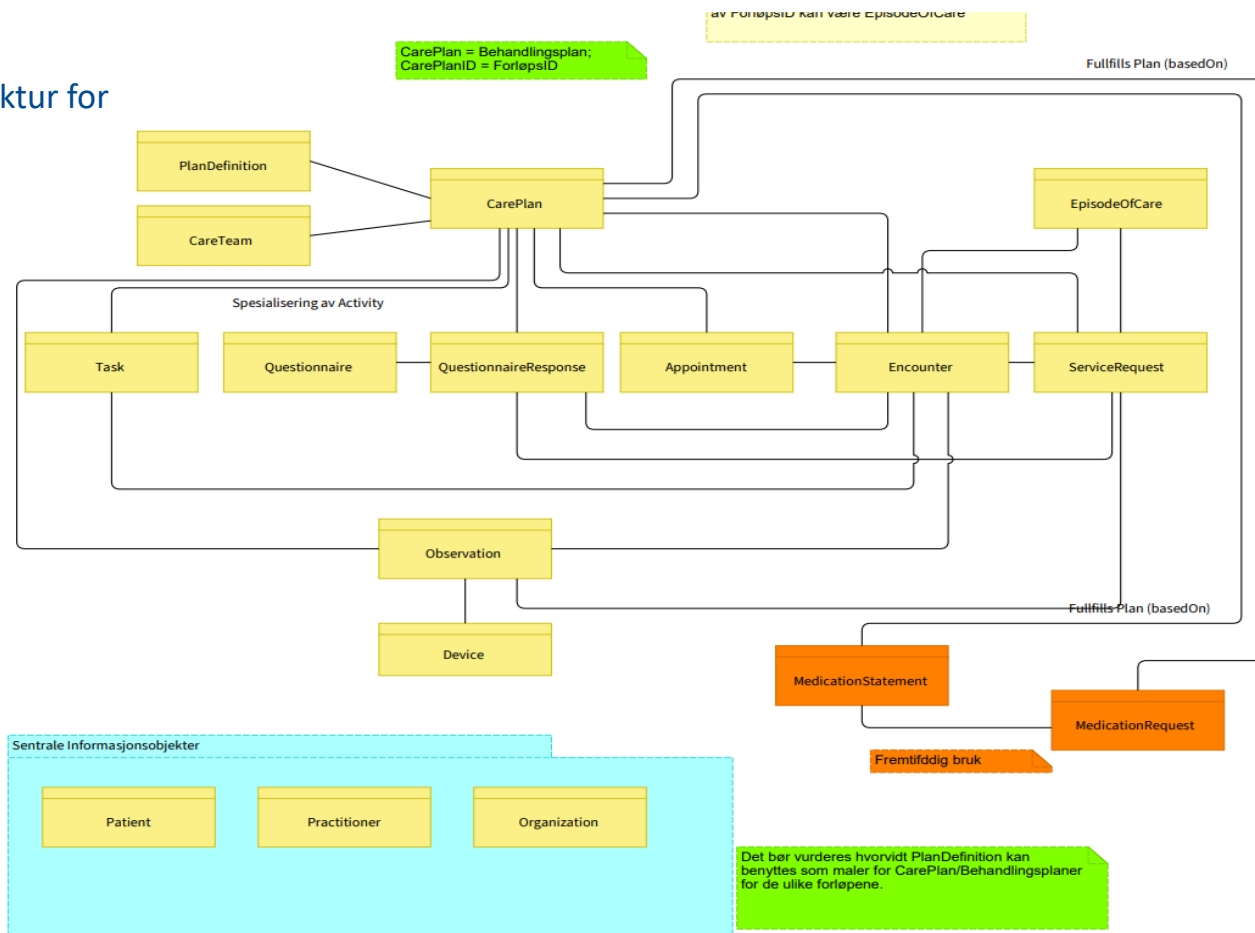 av ForløpsID kan være EpisodeOfCare
CarePlan = Behandlingsplan;
CarePlanID = ForløpsID
Fullfills Plan (basedOn)
ktur for
PlanDefinition
CarePlan
EpisodeOfCare
CareTeam
Spesialisering av Activity
Task
Questionnaire
QuestionnaireResponse
Appointment
Encounter
ServiceRequest
Observation
Fullfills Plan (basedOn)
Device
MedicationStatement
MedicationRequest
Sentrale Informasjonsobjekter
Fremtifddig bruk
Patient
Practitioner
Organization
Det bør vurderes hvorvidt PlanDefinition kan
benyttes som maler for CarePlan/Behandlingsplaner
for de ulike forløpene.